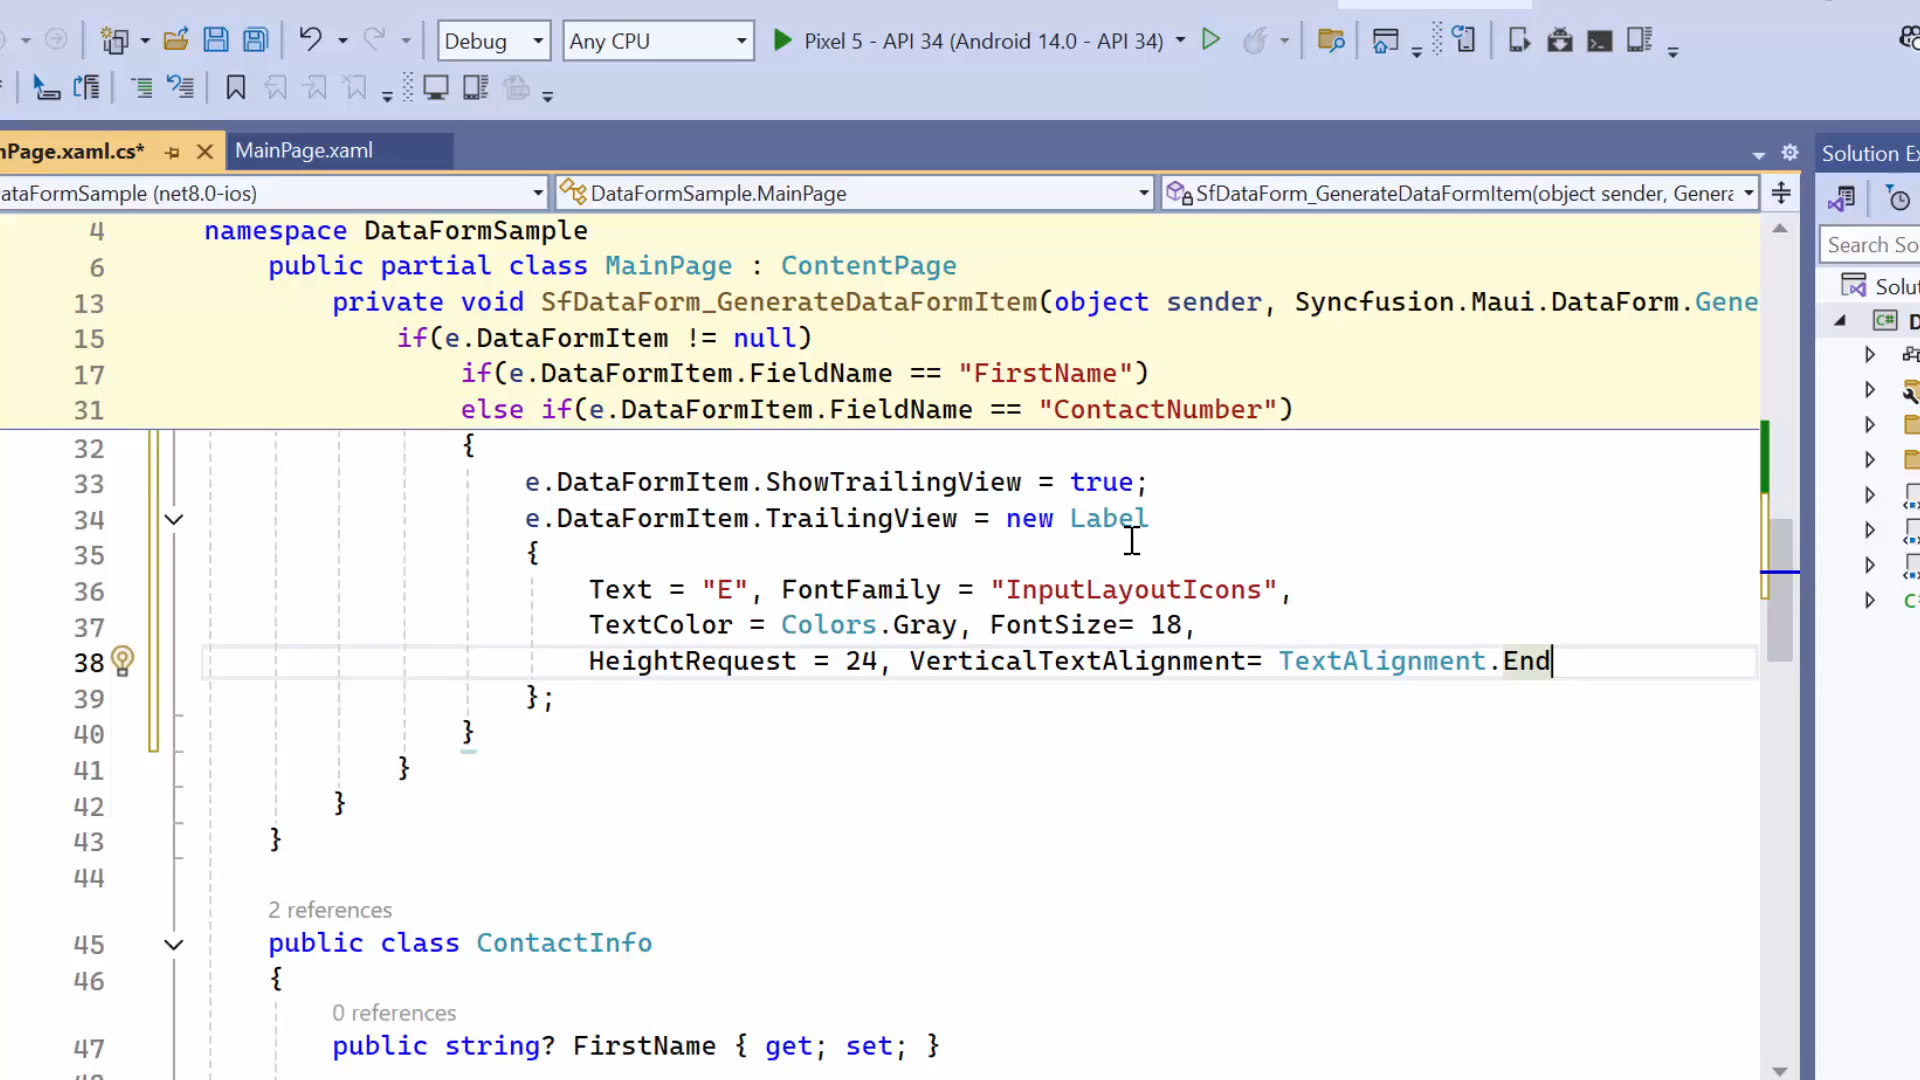 Debug
Any CPU
Pixel 5 - API 34 (Android 14.0 - API 34)
nPage.xaml.cs*
MainPage.xaml
Solution Ex
ataFormSample (net8.0-ios)
DataFormSample.MainPage
SfDataForm_GenerateDataFormItem(object sender, Genera
Search So
Solu
C#
D
4 namespace DataFormSample
6 public partial class MainPage : ContentPage
13 private void SfDataForm_GenerateDataFormItem(object sender, Syncfusion.Maui.DataForm.Gene
15 if(e.DataFormItem != null)
17 if(e.DataFormItem.FieldName == "FirstName")
31 else if(e.DataFormItem.FieldName == "ContactNumber")
32 {
33 e.DataFormItem.ShowTrailingView = true;
34 e.DataFormItem.TrailingView = new Label
35 {
36 Text = "E", FontFamily = "InputLayoutIcons",
37 TextColor = Colors.Gray, FontSize= 18,
38 HeightRequest = 24, VerticalTextAlignment= TextAlignment.End
39 };
40 }
41 }
42 }
43 }
44
2 references
45 public class ContactInfo
46 {
0 references
47 public string? FirstName { get; set; }